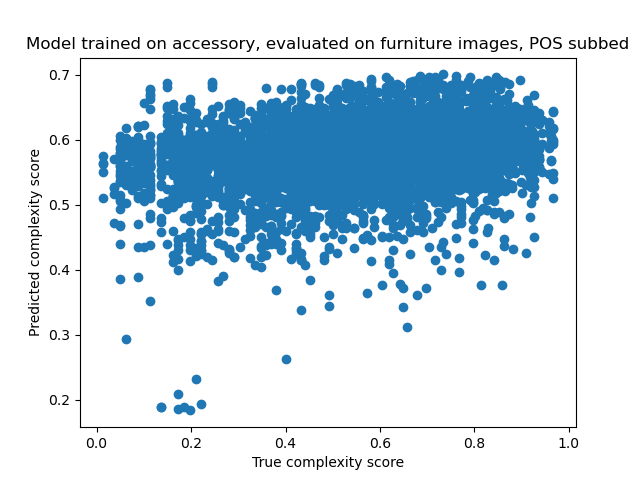 Model trained on accessory, evaluated on furniture images, POS subbed
0.7
0.6
0.5
0.4
0.3
0.2
Predicted complexity score
0.0 0.2 0.4 0.6 0.8 1.0
True complexity score